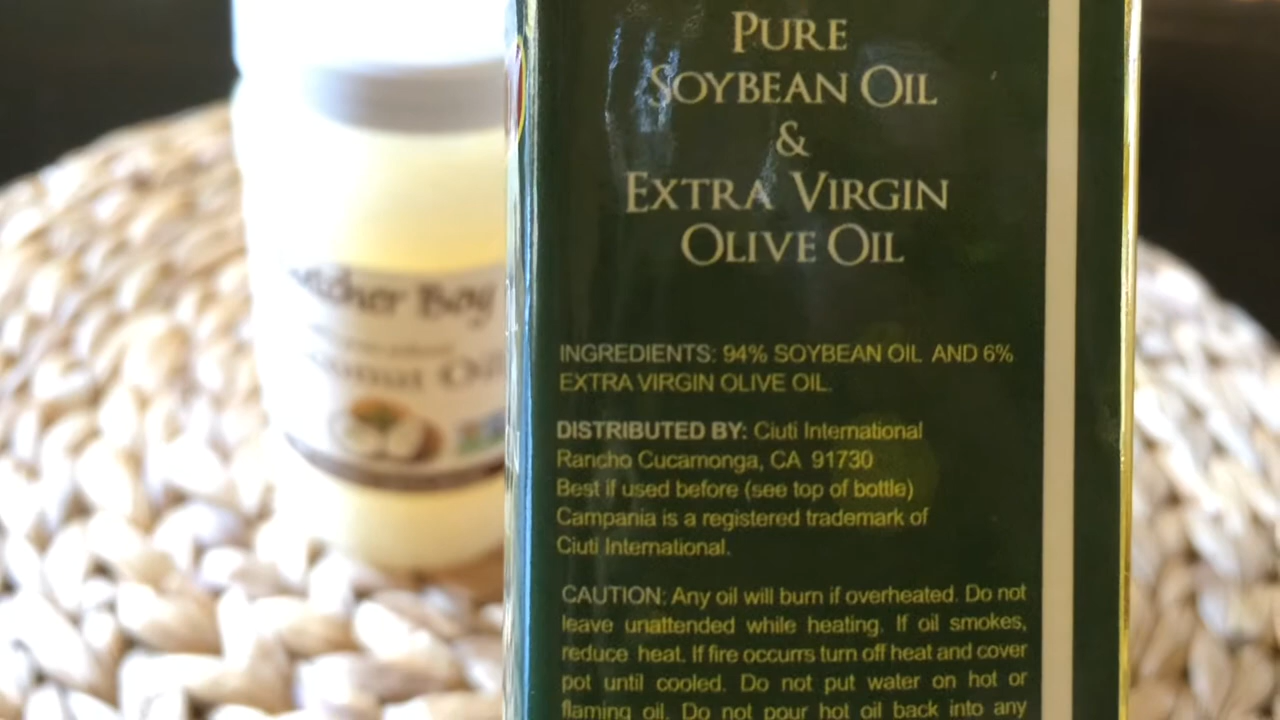 PURE
SOYBEAN OIL
&
EXTRA VIRGIN
OLIVE OIL
INGREDIENTS: 94% SOYBEAN OIL AND 6%
EXTRA VIRGIN OLIVE OIL.
DISTRIBUTED BY: Ciuti International
Rancho Cucamonga, CA 91730
Best if used before (see top of bottle)
Campania is a registered trademark of
Ciuti International.
CAUTION: Any oil will burn if overheated. Do not
leave unattended while heating. If oil smokes,
reduce heat. If fire occurrs turn off heat and cover
pot until cooled. Do not put water on hot or
flaming oil. Do not pour hot oil back into any
Boy